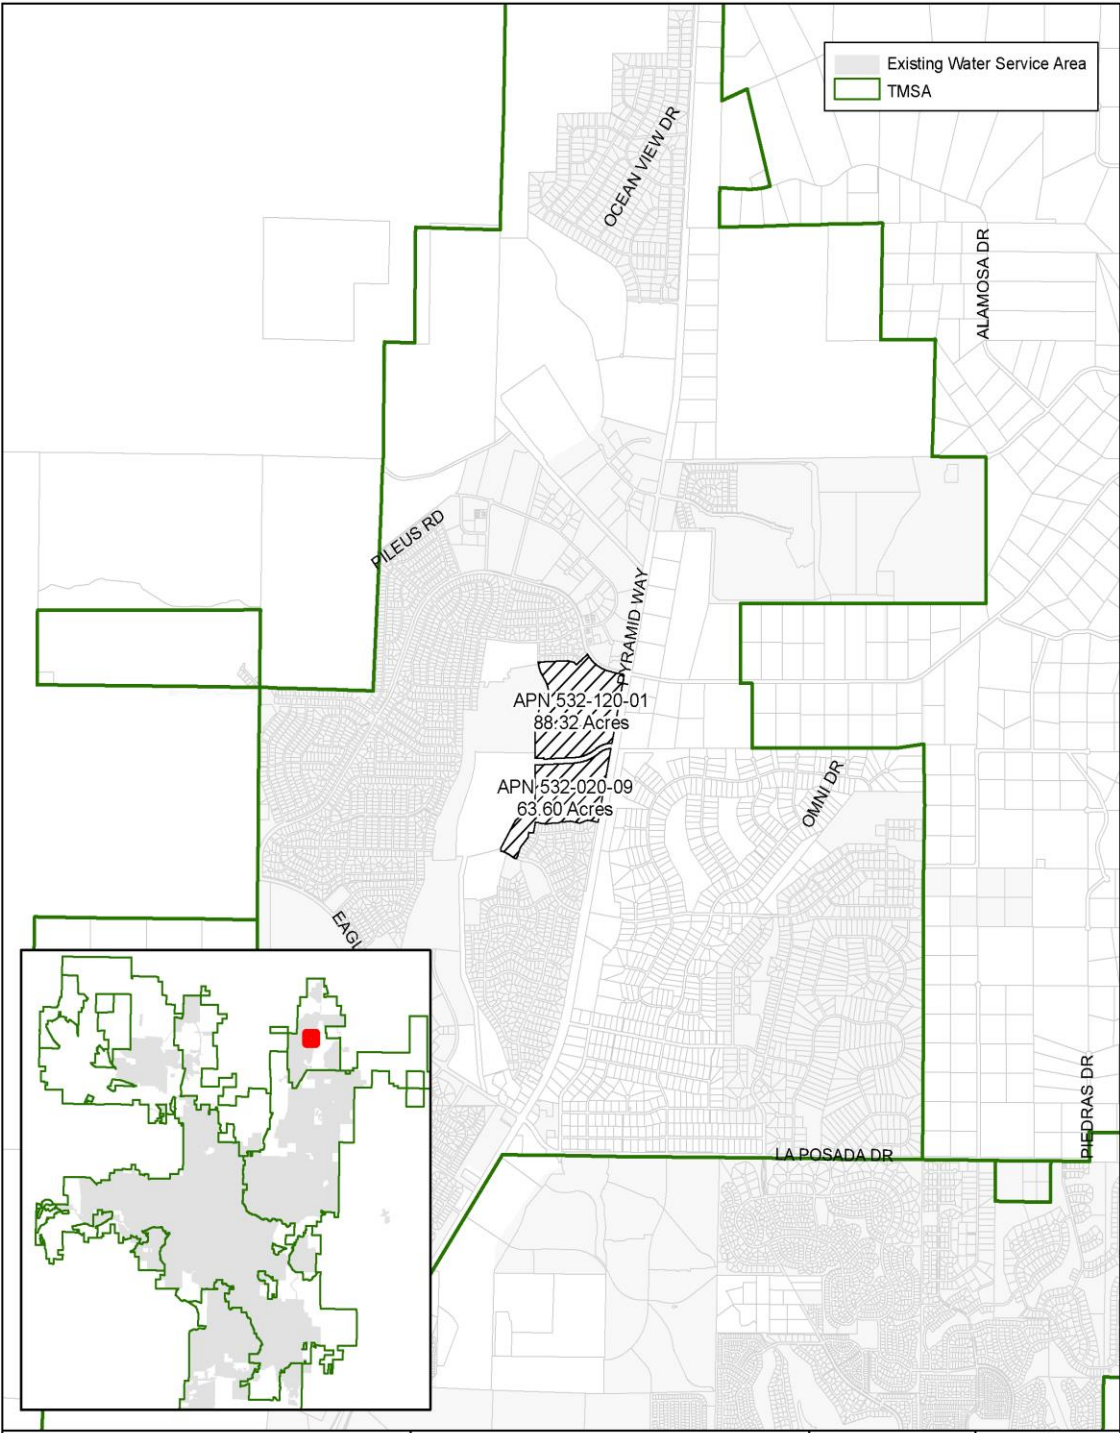 Existing Water Service Area
TMSA
OCEAN VIEW DR
ALAMOSA DR
PILEUS RD
PYRAMID WAY
APN 532-120-01
88.32 Acres
APN 532-020-09
63.60 Acres
OMNI DR
EAGL
PIEDRAS DR
LA POSADA DR